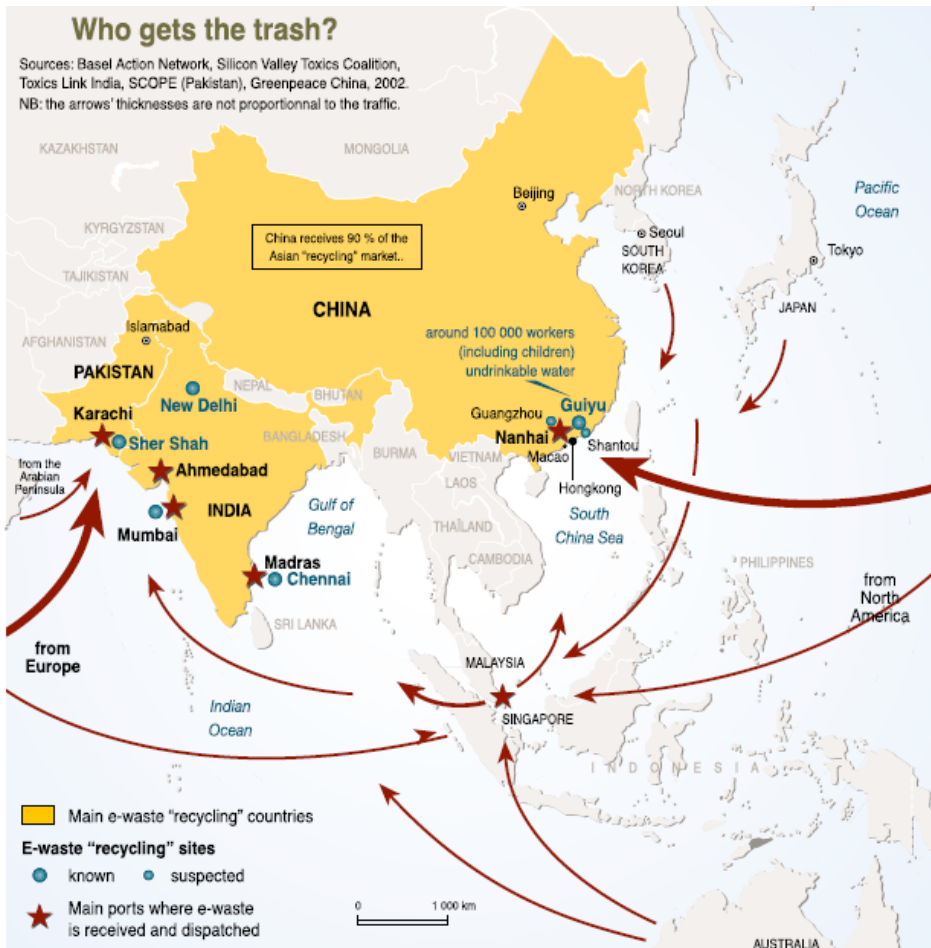 Who gets the trash?
Sources: Basel Action Network, Silicon Valley Toxics Coalition,
Toxics Link India, SCOPE (Pakistan), Greenpeace China, 2002.
NB: the arrows' thicknesses are not proportionnal to the traffic.
KAZAKHSTAN
MONGOLIA
KYRGYZSTAN
TAJIKISTAN
AFGHANISTAN
Beijing
NORTH KOREA
Seoul
SOUTH
KOREA
Pacific
Ocean
Tokyo
JAPAN
China receives 90 % of the
Asian "recycling" market..
CHINA
Islamabad
PAKISTAN
NEPAL
BHUTAN
New Delhi
Karachi
Sher Shah
BANGLADESH
around 100 000 workers
(including children)
undrinkable water
Guangzhou
Guiyu
Nanhai
Shantou
Macao
Hongkong
BURMA
VIETNAM
LAOS
from the
Arabian
Peninsula
Ahmedabad
INDIA
Mumbai
Gulf of
Bengal
South
China Sea
THAÏLAND
CAMBODIA
PHILIPPINES
Madras
Chennai
SRI LANKA
from
North
America
from
Europe
MALAYSIA
SINGAPORE
Indian
Ocean
INDONESIA
Main e-waste "recycling" countries
E-waste "recycling" sites
known
suspected
Main ports where e-waste
is received and dispatched
0
1 000 km
AUSTRALIA